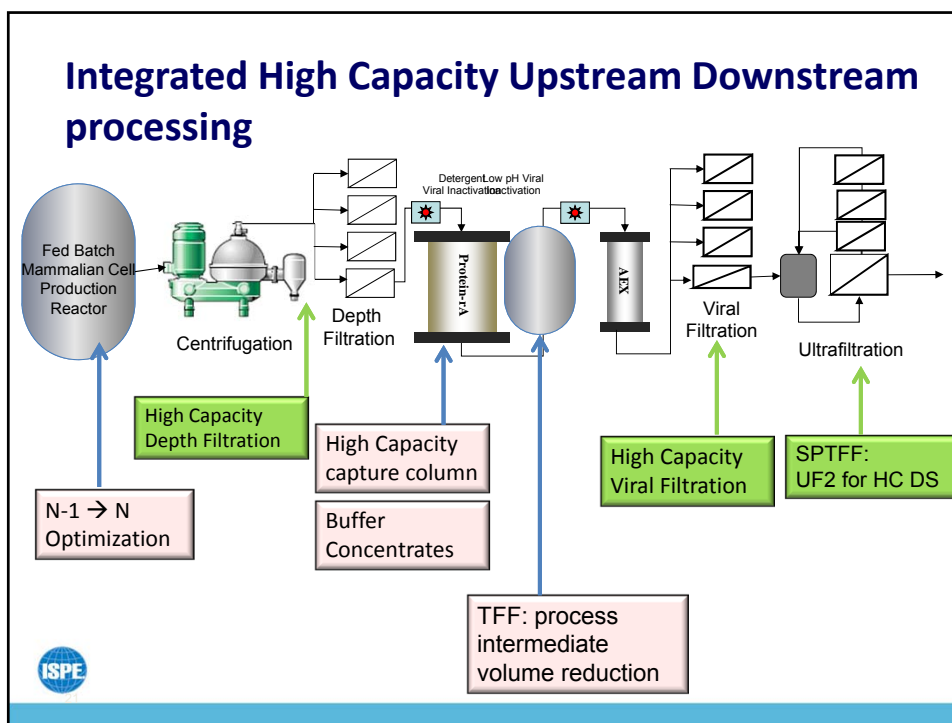 Integrated High Capacity Upstream Downstream
processing
Fed Batch
Mammalian Cell
Production
Reactor
Centrifugation
Depth
Filtration
Detergent
Viral Inactivation
Low pH Viral
Inactivation
Protein-rA
AEX
Viral
Filtration
Ultrafiltration
High Capacity
Depth Filtration
High Capacity
capture column
High Capacity
Viral Filtration
SPTFF:
UF2 for HC DS
N-1 → N
Optimization
Buffer
Concentrates
TFF: process
intermediate
volume reduction
ISPE